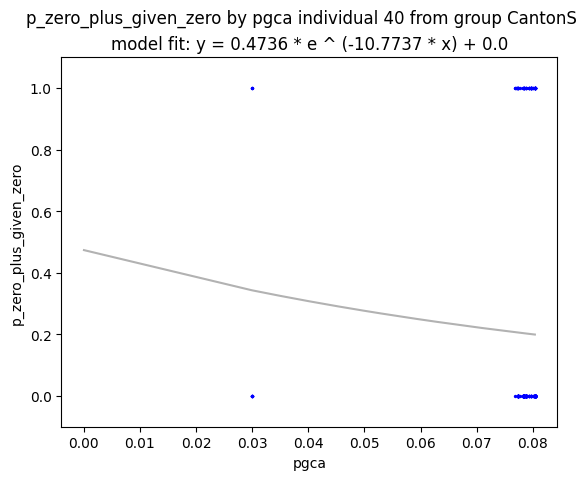 p_zero_plus_given_zero by pgca individual 40 from group CantonS
model fit: y = 0.4736 * e ^ (-10.7737 * x) + 0.0
1.0
0.8
0.6
0.4
0.2
0.0
p_zero_plus_given_zero
0.00 0.01 0.02 0.03 0.04 0.05 0.06 0.07 0.08
pgca